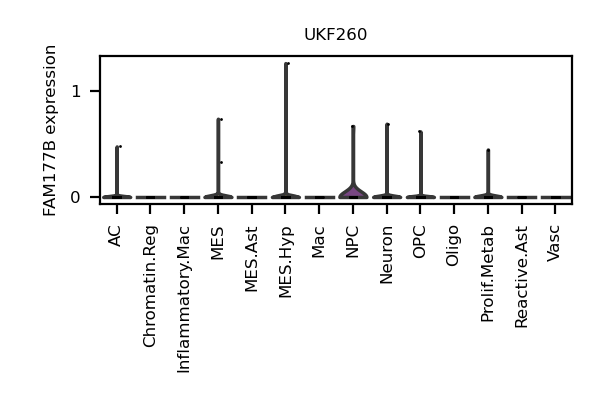 UKF260
FAM177B expression
1
0
AC
Chromatin.Reg
Inflammatory.Mac
MES
MES.Ast
MES.Hyp
Mac
NPC
Neuron
OPC
Oligo
Prolif.Metab
Reactive.Ast
Vasc